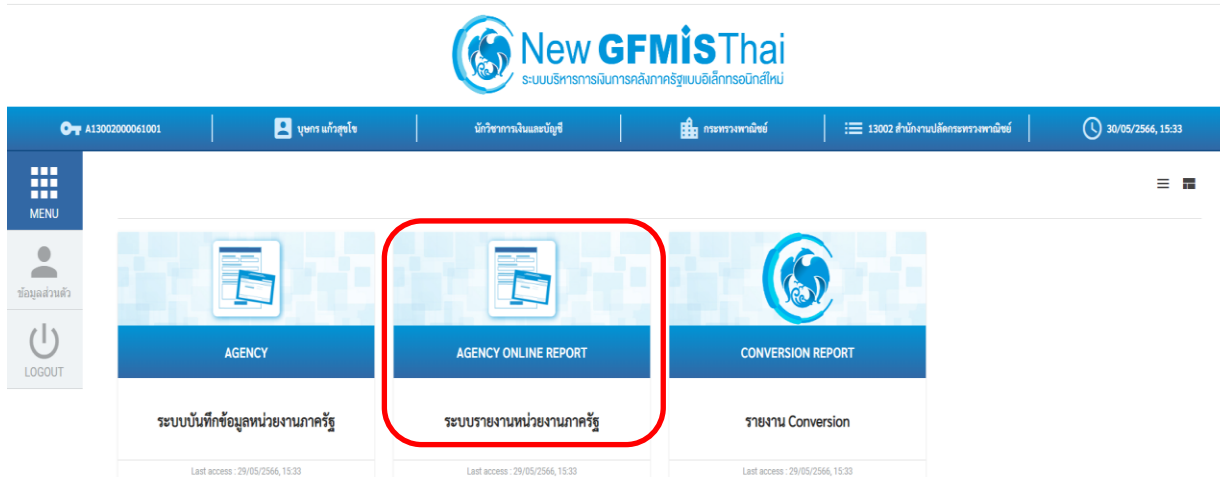 New GFMiSThai
ระบบบริหารการเงินการคลังภาครัฐแบบอิเล็กทรอนิกส์ใหม่
A13002000061001
บุษกร แก้วสุขโข
นักวิชาการเงินและบัญชี
กระทรวงพาณิชย์
13002 สำนักงานปลัดกระทรวงพาณิชย์
30/05/2566, 15:33
MENU
ข้อมูลส่วนตัว
LOGOUT
AGENCY
AGENCY ONLINE REPORT
CONVERSION REPORT
ระบบบันทึกข้อมูลหน่วยงานภาครัฐ
ระบบรายงานหน่วยงานภาครัฐ
รายงาน Conversion
Last access : 29/05/2566, 15:33
Last access : 29/05/2566, 15:33
Last access : 29/05/2566, 15:33